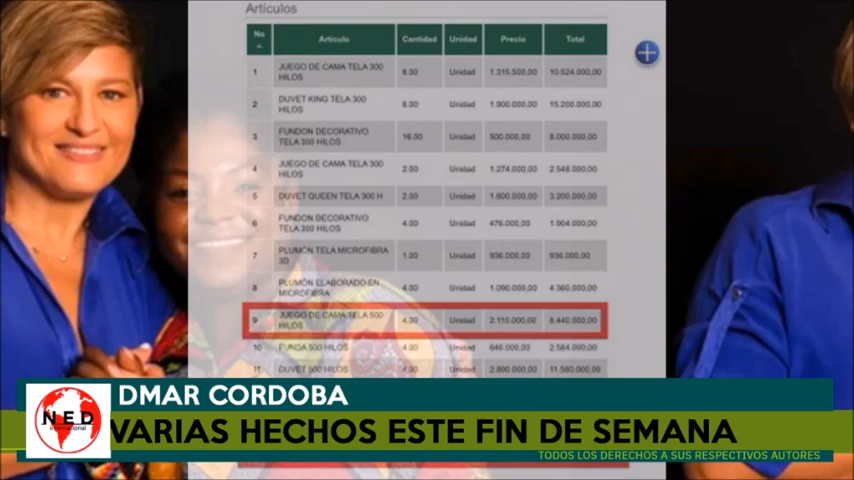 Artículos
No Artículo Cantidad Unidad Precio Total
1 JUEGO DE CAMA TELA 300 HILOS 8.00 Unidad 1.315.500,00 10.524.000,00
2 DUVET KING TELA 300 HILOS 8.00 Unidad 1.900.000,00 15.200.000,00
3 FUNDON DECORATIVO TELA 300 HILOS 16.00 Unidad 500.000,00 8.000.000,00
4 JUEGO DE CAMA TELA 300 HILOS 2.00 Unidad 1.274.000,00 2.548.000,00
5 DUVET QUEEN TELA 300 H 2.00 Unidad 1.600.000,00 3.200.000,00
6 FUNDON DECORATIVO TELA 300 HILOS 4.00 Unidad 476.000,00 1.904.000,00
7 PLUMÓN TELA MICROFIBRA 3D 1.00 Unidad 936.000,00 936.000,00
8 PLUMÓN ELABORADO EN MICROFIBRA 4.00 Unidad 1.090.000,00 4.360.000,00
9 JUEGO DE CAMA TELA 500 HILOS 4.00 Unidad 2.110.000,00 8.440.000,00
10 FUNDA 500 HILOS 4.00 Unidad 646.000,00 2.584.000,00
11 DUVET 500 HILOS 4.00 Unidad 2.890.000,00 11.560.000,00
DMAR CORDOBA
NED
international
VARIAS HECHOS ESTE FIN DE SEMANA
TODOS LOS DERECHOS A SUS RESPECTIVOS AUTORES